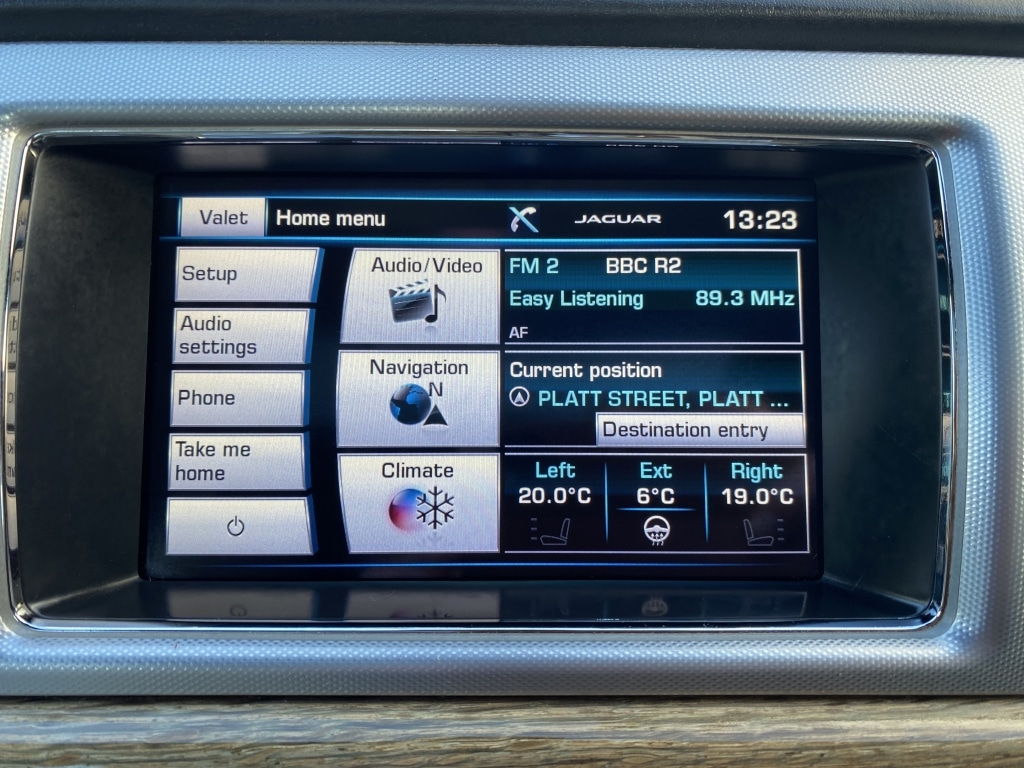 Valet
Home menu
JAGUAR
13:23
Setup
Audio
settings
Phone
Take me
home
Audio/Video
Navigation
N
Climate
FM 2 BBC R2
Easy Listening 89.3 MHz
AF
Current position
PLATT STREET, PLATT ...
Destination entry
Left Ext Right
20.0°C 6°C 19.0°C